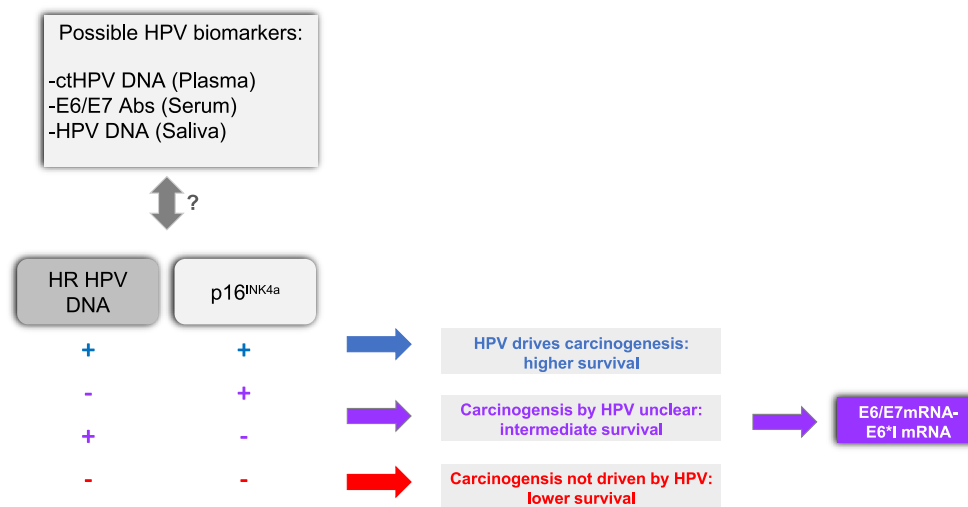 Possible HPV biomarkers:
-ctHPV DNA (Plasma)
-E6/E7 Abs (Serum)
-HPV DNA (Saliva)
?
HR HPV
DNA
p16INK4a
+ +
HPV drives carcinogenesis:
higher survival
- +
Carcinogensis by HPV unclear:
intermediate survival
E6/E7mRNA-
E6*I mRNA
+ -
- -
Carcinogensis not driven by HPV:
lower survival